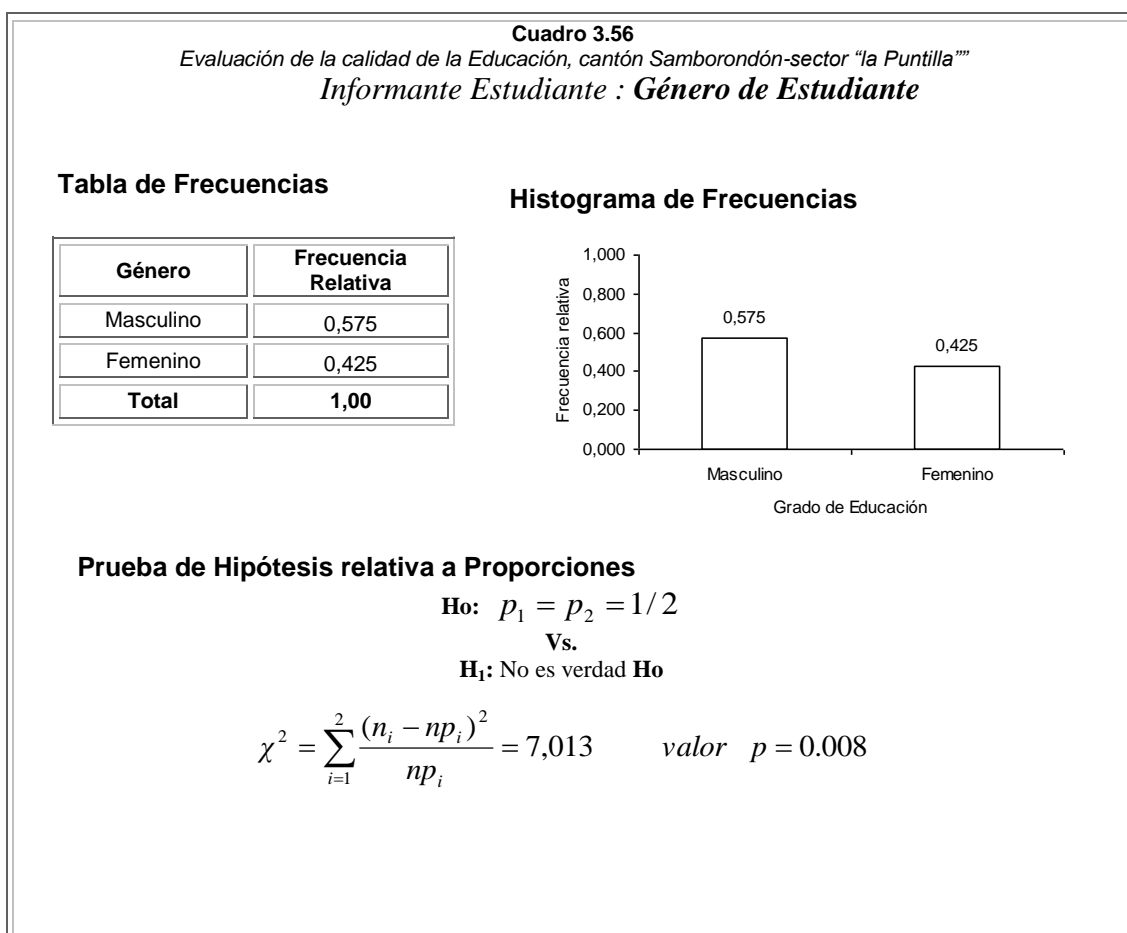 Cuadro 3.56
Evaluación de la calidad de la Educación, cantón Samborondón-sector “la Puntilla””
Informante Estudiante : Género de Estudiante
Tabla de Frecuencias
Género Frecuencia Relativa
Masculino 0,575
Femenino 0,425
Total 1,00
Histograma de Frecuencias
Frecuencia relativa
1,000
0,800
0,600
0,400
0,200
0,000
0,575
0,425
Masculino Femenino
Grado de Educación
Prueba de Hipótesis relativa a Proporciones
Ho: p₁ = p₂ = 1/2
Vs.
H₁: No es verdad Ho
χ² = ∑_{i=1}^{2} (n_i − np_i)² / np_i = 7,013 valor p = 0.008